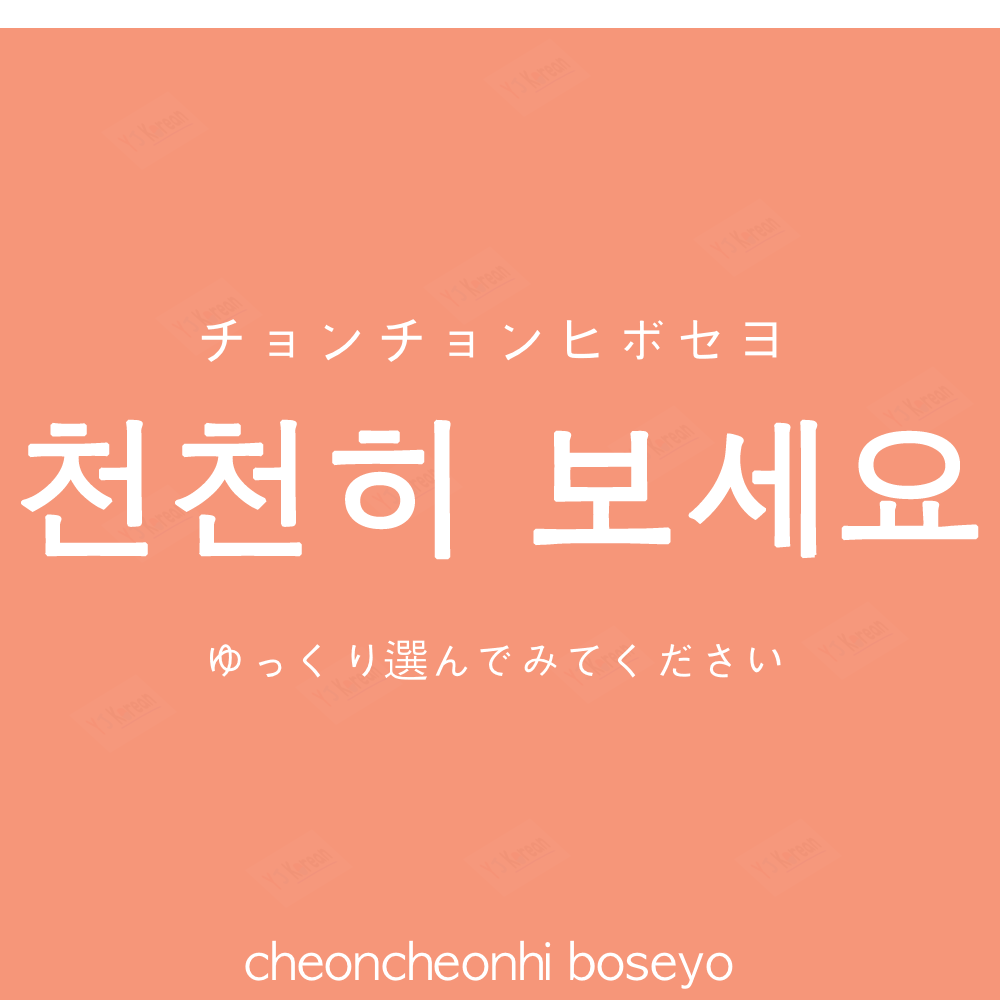 チョンチョンヒボセヨ
천천히 보세요
ゆっくり選んでみてください
cheoncheonhi boseyo